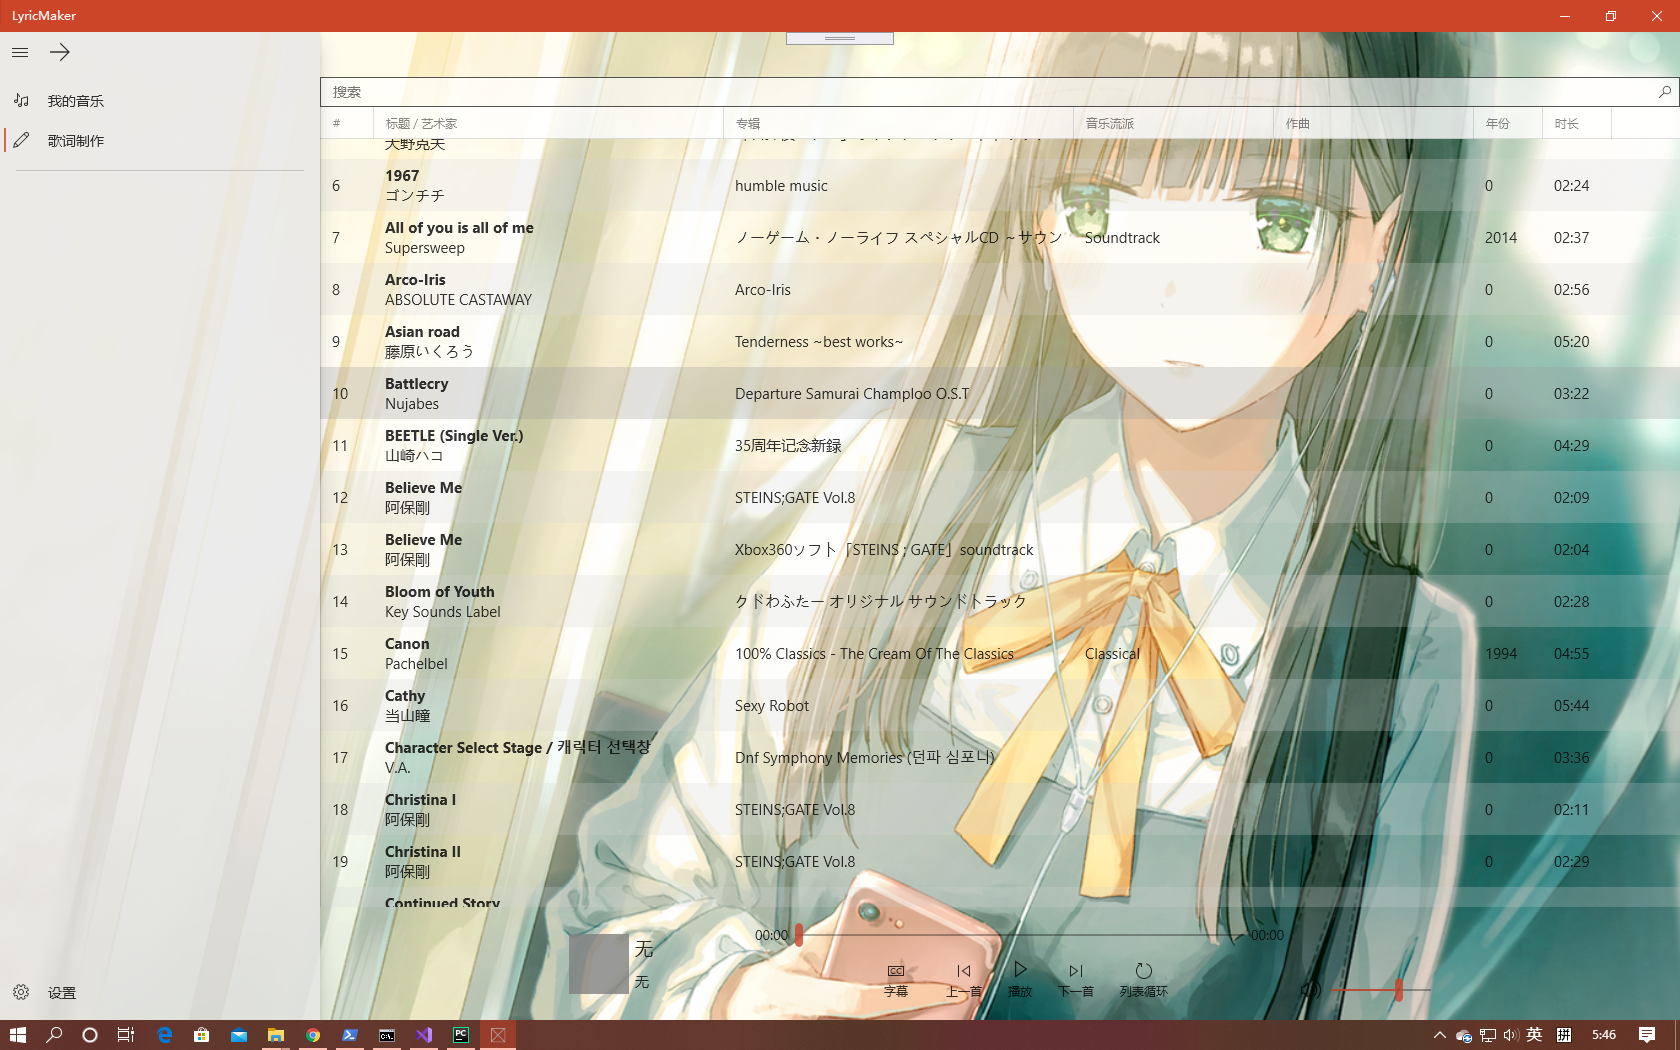 LyricMaker
我的音乐
歌词制作
设置
搜索
# 标题 / 艺术家 专辑 音乐流派 作曲 年份 时长
天野克夫
6 1967 humble music 0 02:24
ゴンチチ
7 All of you is all of me ノーゲーム・ノーライフ スペシャルCD ～サウン Soundtrack 2014 02:37
Supersweep
8 Arco-Iris Arco-Iris 0 02:56
ABSOLUTE CASTAWAY
9 Asian road Tenderness ~best works~ 0 05:20
藤原いくろう
10 Battlecry Departure Samurai Champloo O.S.T 0 03:22
Nujabes
11 BEETLE (Single Ver.) 35周年记念新録 0 04:29
山崎ハコ
12 Believe Me STEINS;GATE Vol.8 0 02:09
阿保剛
13 Believe Me Xbox360ソフト「STEINS ; GATE」soundtrack 0 02:04
阿保剛
14 Bloom of Youth クドわふたー オリジナル サウンドトラック 0 02:28
Key Sounds Label
15 Canon 100% Classics - The Cream Of The Classics Classical 1994 04:55
Pachelbel
16 Cathy Sexy Robot 0 05:44
当山瞳
17 Character Select Stage / 캐릭터 선택창 Dnf Symphony Memories (던파 심포니) 0 03:36
V.A.
18 Christina I STEINS;GATE Vol.8 0 02:11
阿保剛
19 Christina II STEINS;GATE Vol.8 0 02:29
阿保剛
Continued Story
00:00 00:00
无
无
CC
字幕 上一首 播放 下一首 列表循环
PC
英 拼 5:46